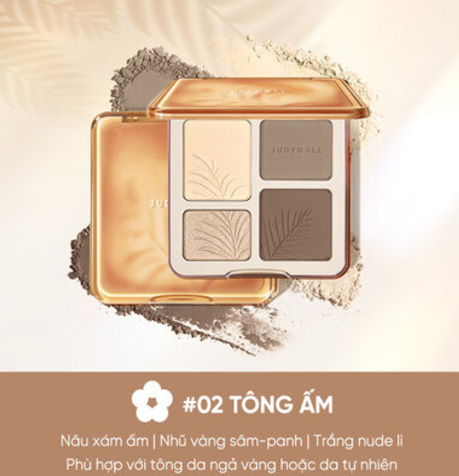 JUDYDOLL
#02 TÔNG ẤM
Nâu xám ấm | Nhũ vàng sâm-panh | Trắng nude lì
Phù hợp với tông da ngả vàng hoặc da tự nhiên